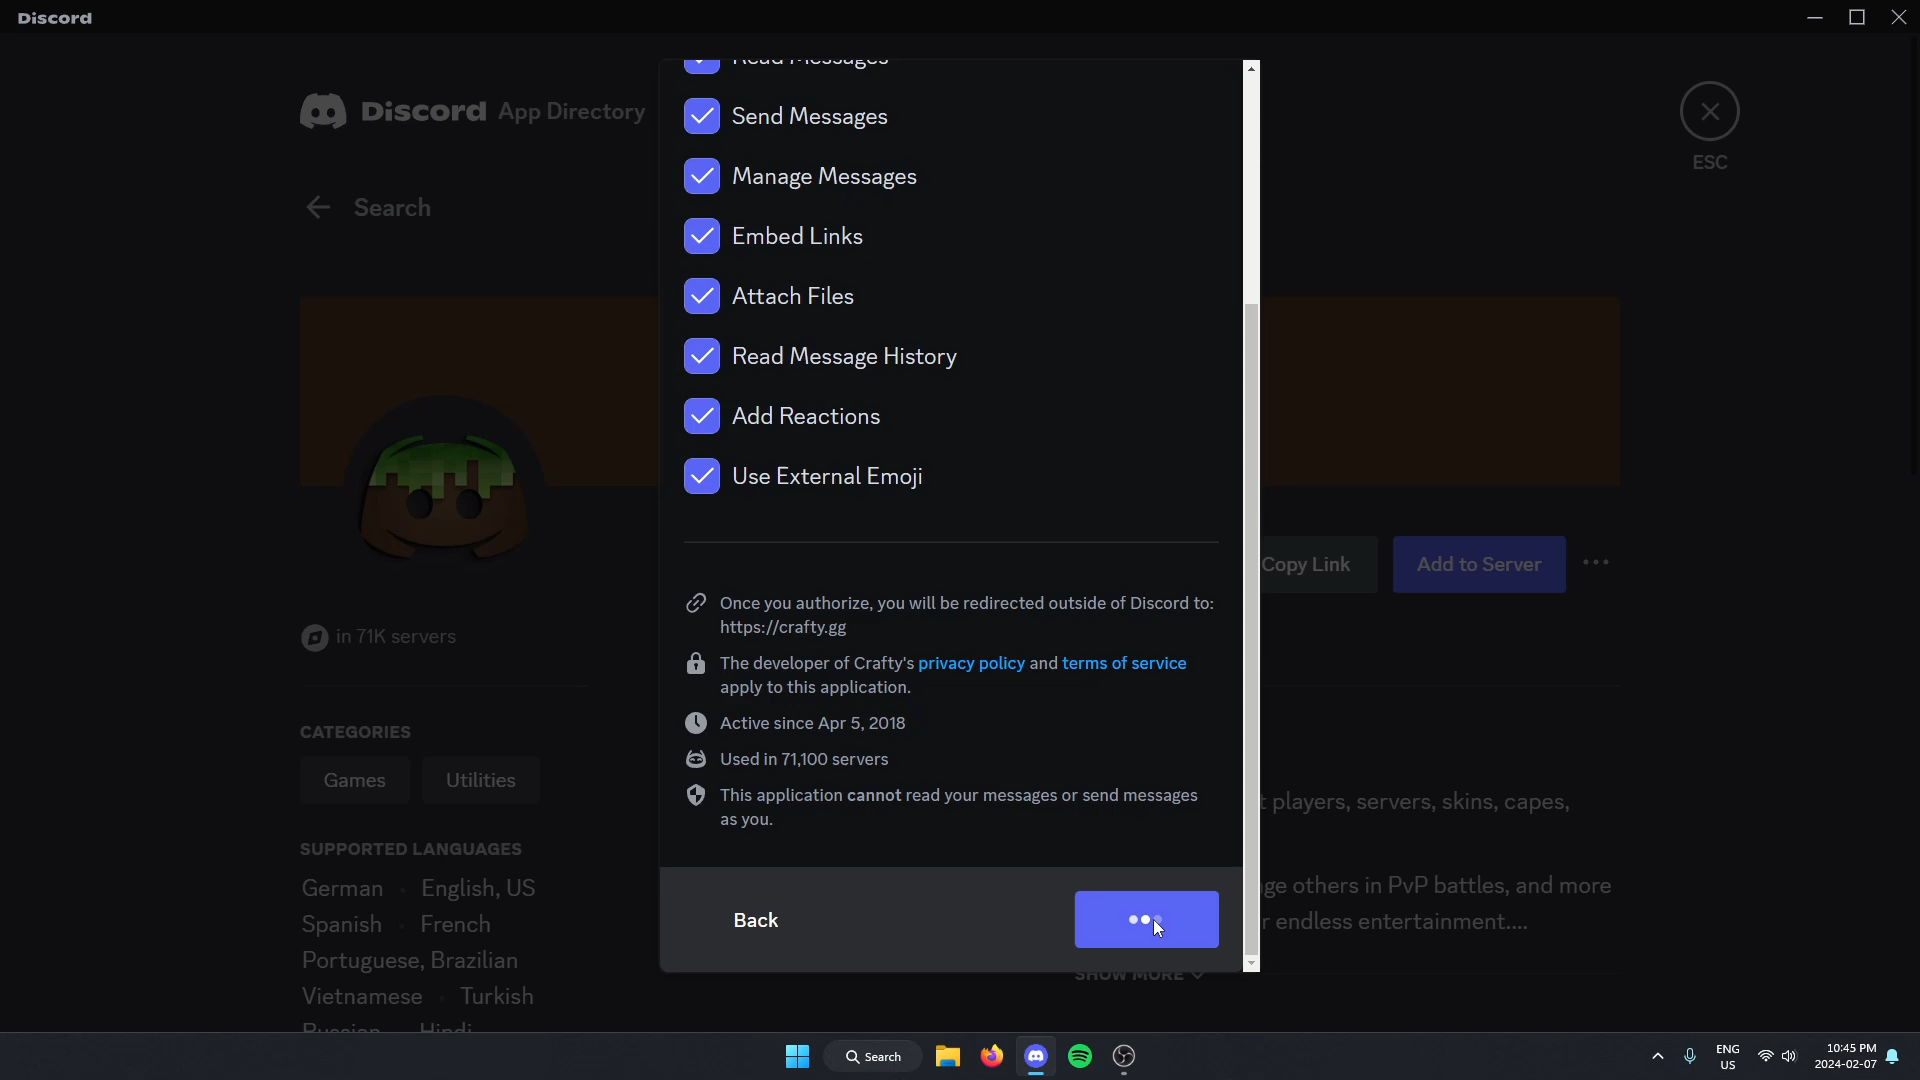 Discord
Discord App Directory
ESC
Search
Read Messages
Send Messages
Manage Messages
Embed Links
Attach Files
Read Message History
Add Reactions
Use External Emoji
Copy Link
Add to Server
in 71K servers
Once you authorize, you will be redirected outside of Discord to:
https://crafty.gg
The developer of Crafty's privacy policy and terms of service
apply to this application.
Active since Apr 5, 2018
Used in 71,100 servers
This application cannot read your messages or send messages
as you.
CATEGORIES
Games
Utilities
SUPPORTED LANGUAGES
German
English, US
Spanish
French
Portuguese, Brazilian
Vietnamese
Turkish
Russian
Hindi
players, servers, skins, capes,
others in PvP battles, and more
endless entertainment....
Back
SHOW MORE
Search
ENG
US
10:45 PM
2024-02-07